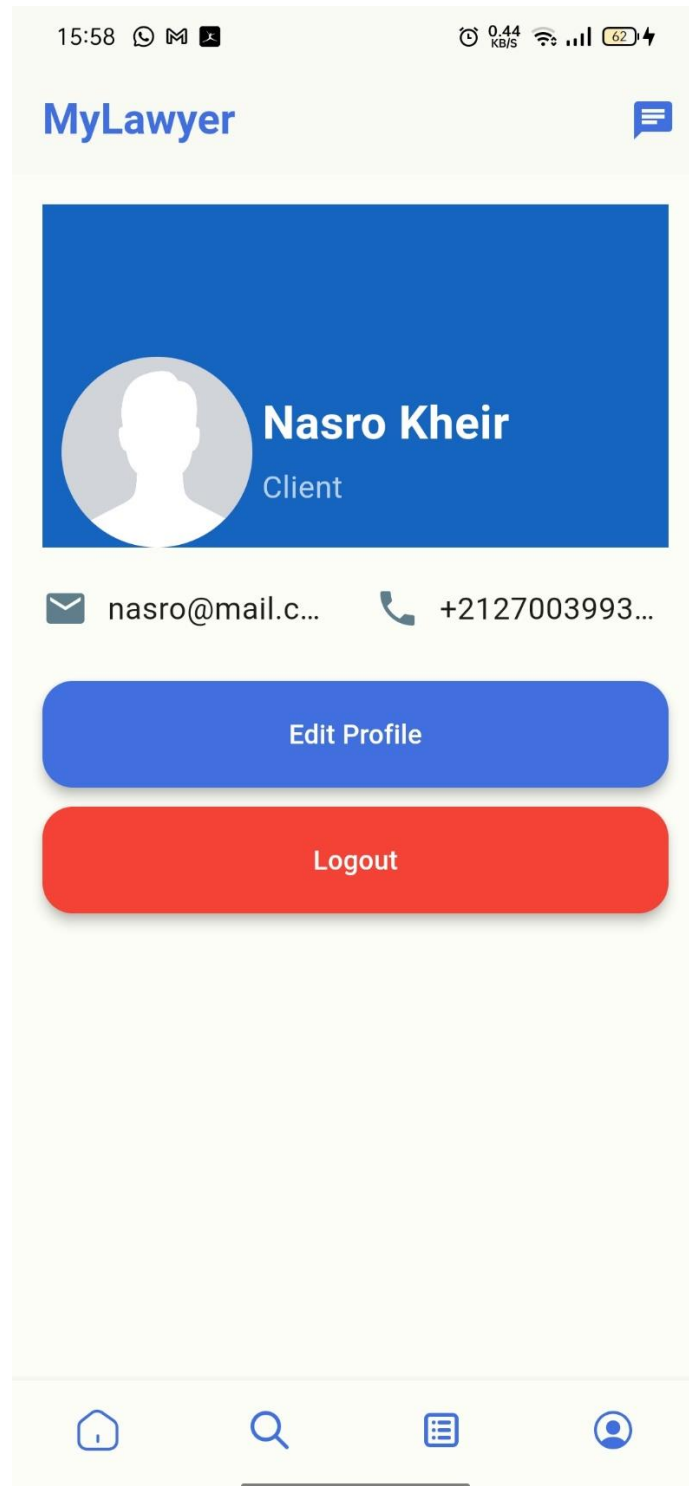 15:58 0.44 KB/S 62
MyLawyer
Nasro Kheir
Client
nasro@mail.c... +2127003993...
Edit Profile
Logout